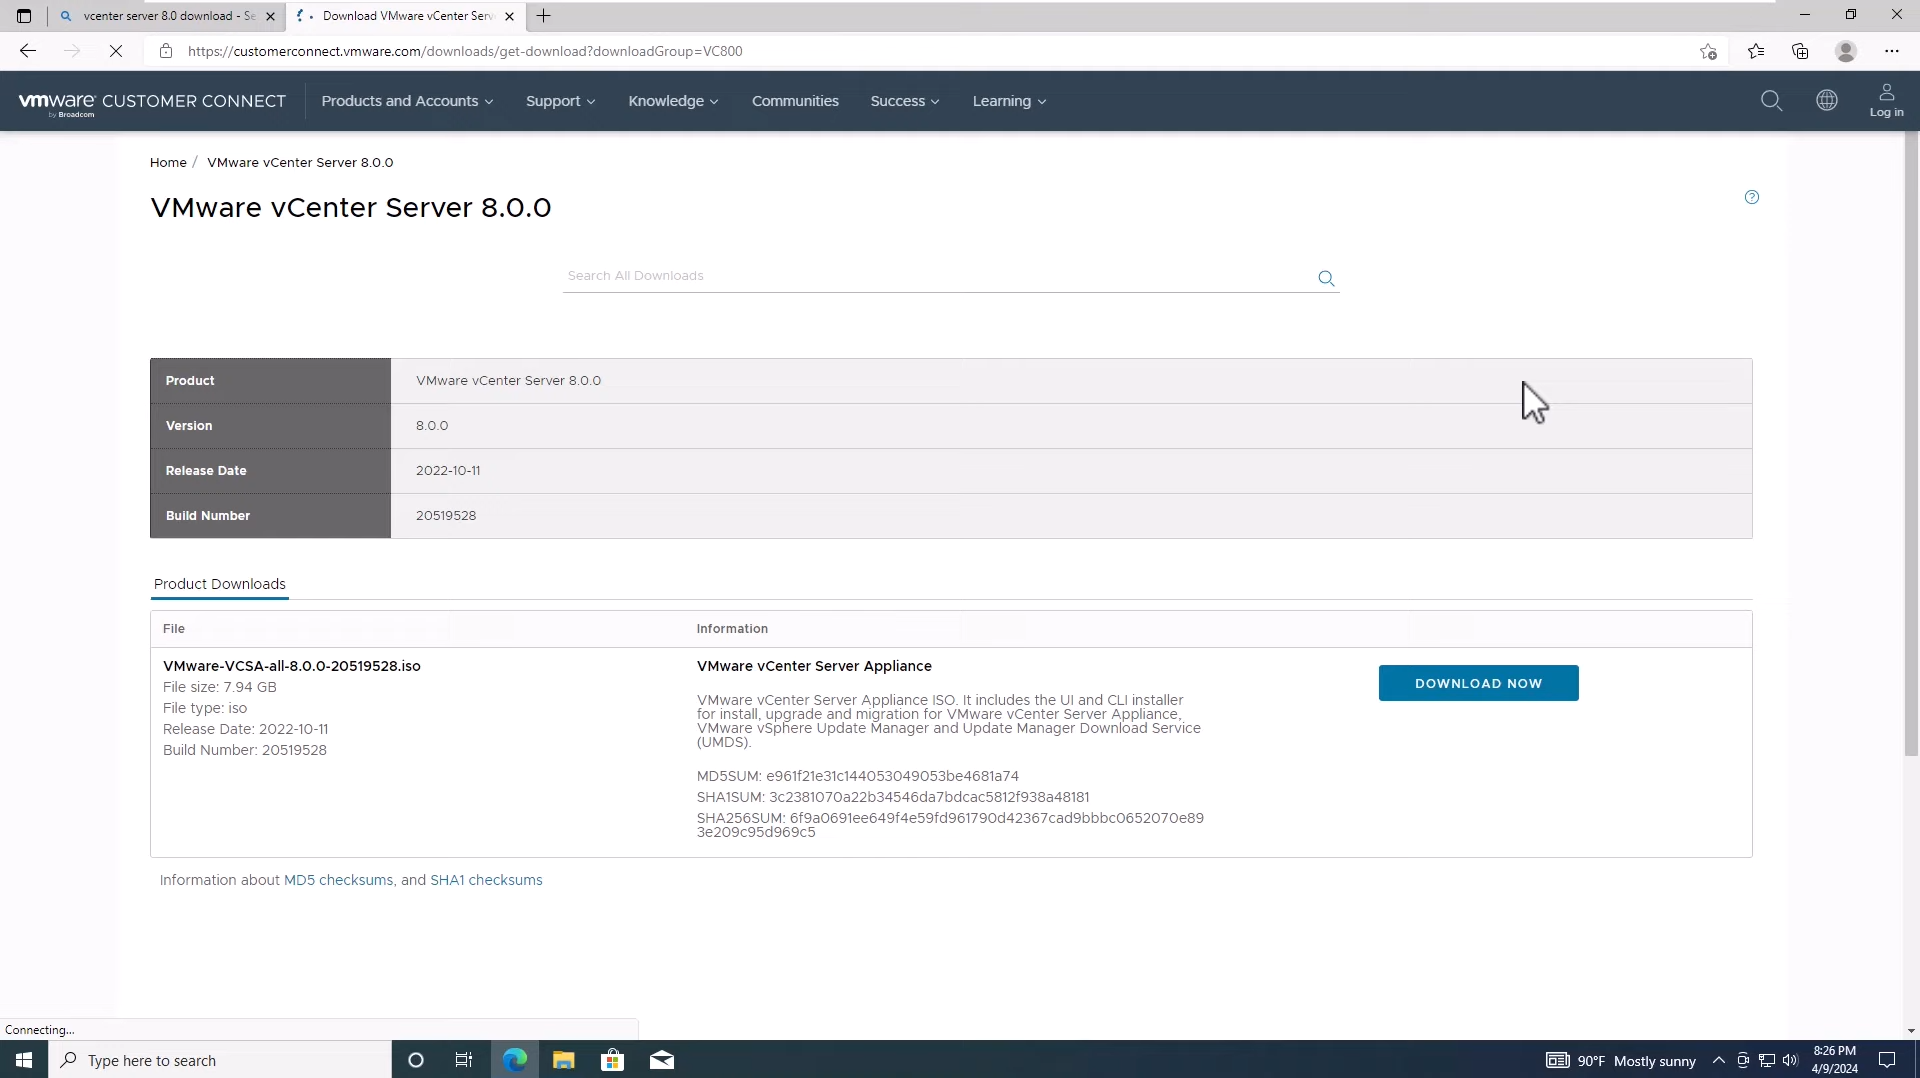 vcenter server 8.0 download - Se
Download VMware vCenter Serv
https://customerconnect.vmware.com/downloads/get-download?downloadGroup=VC800
vmware CUSTOMER CONNECT
by Broadcom
Products and Accounts
Support
Knowledge
Communities
Success
Learning
Log in
Home / VMware vCenter Server 8.0.0
VMware vCenter Server 8.0.0
Search All Downloads
Product VMware vCenter Server 8.0.0
Version 8.0.0
Release Date 2022-10-11
Build Number 20519528
Product Downloads
File Information
VMware-VCSA-all-8.0.0-20519528.iso
File size: 7.94 GB
File type: iso
Release Date: 2022-10-11
Build Number: 20519528
VMware vCenter Server Appliance
VMware vCenter Server Appliance ISO. It includes the UI and CLI installer
for install, upgrade and migration for VMware vCenter Server Appliance,
VMware vSphere Update Manager and Update Manager Download Service
(UMDS).
MD5SUM: e961f21e31c144053049053be4681a74
SHA1SUM: 3c2381070a22b34546da7bdcac5812f938a48181
SHA256SUM: 6f9a0691ee649f4e59fd961790d42367cad9bbbc0652070e89
3e209c95d969c5
DOWNLOAD NOW
Information about MD5 checksums, and SHA1 checksums
Connecting...
Type here to search
90°F Mostly sunny
8:26 PM
4/9/2024